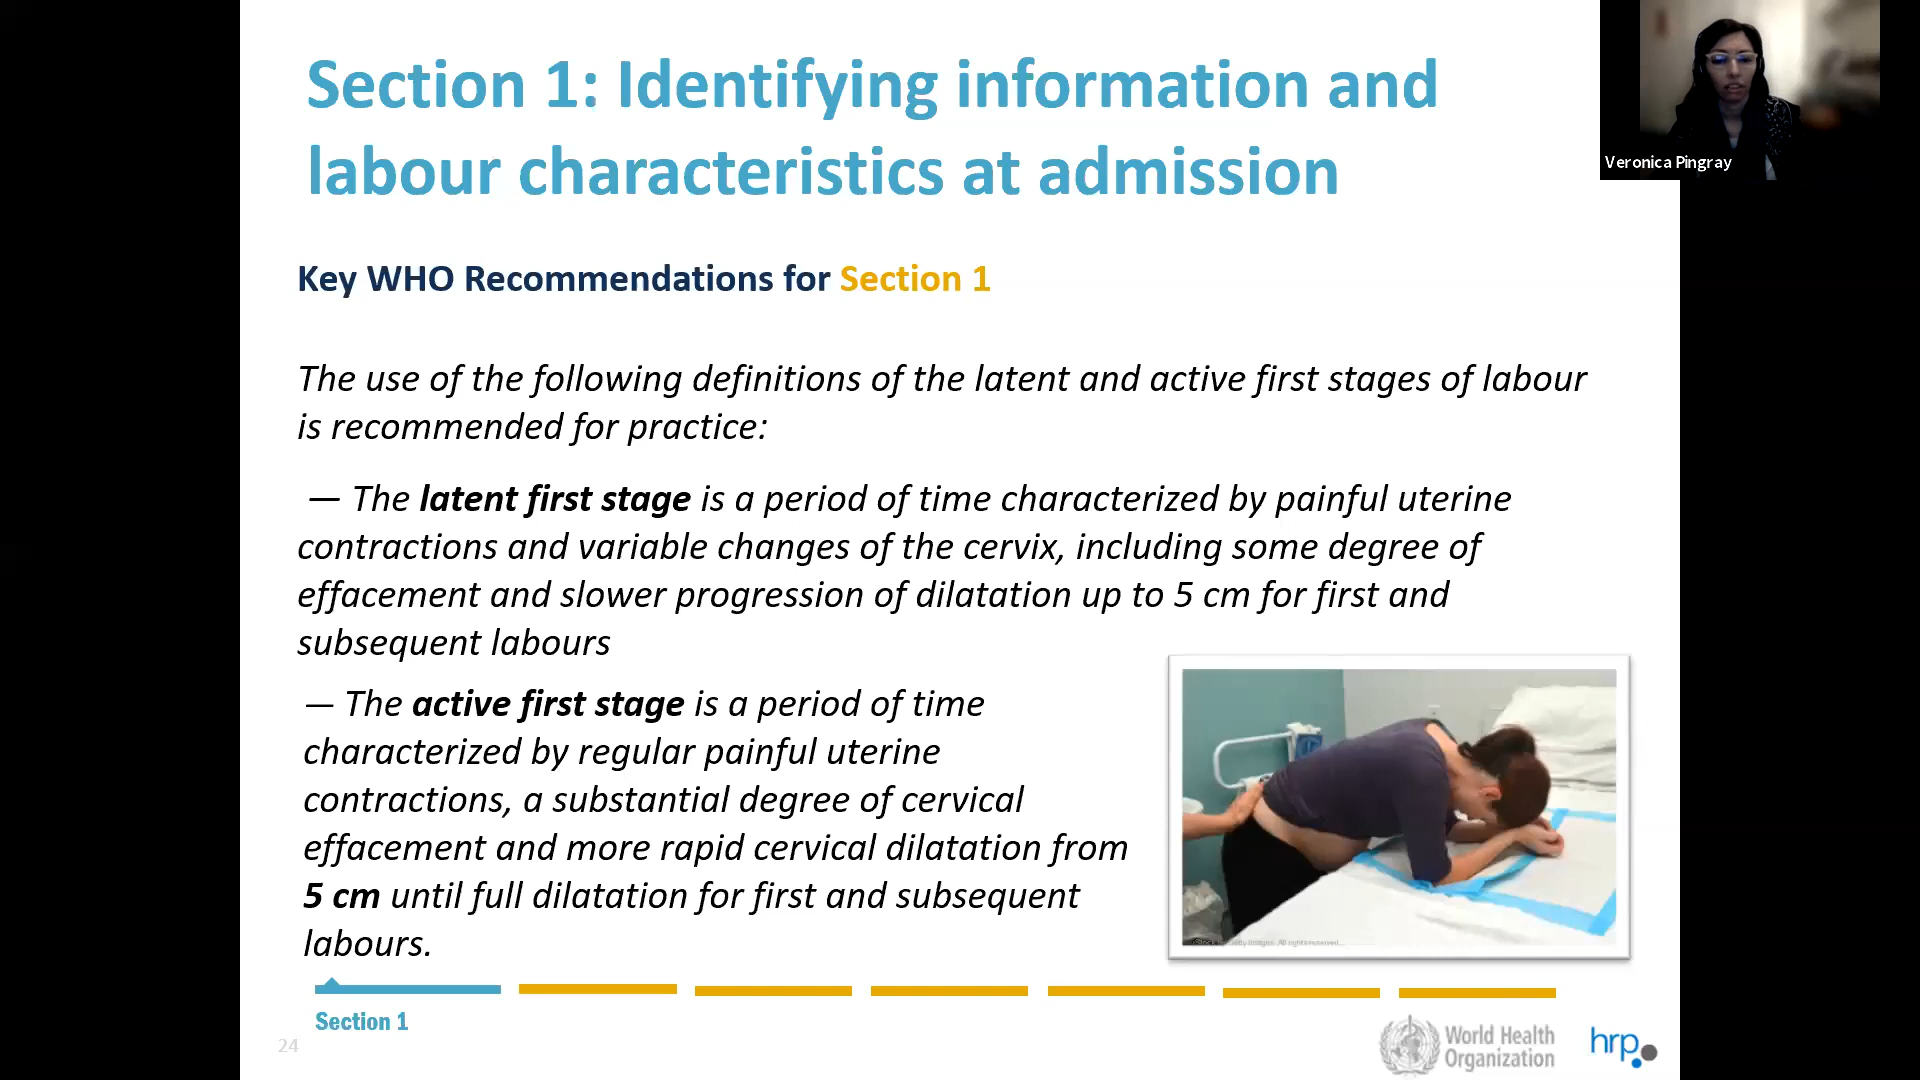 Section 1: Identifying information and
labour characteristics at admission
Veronica Pingray
Key WHO Recommendations for Section 1
The use of the following definitions of the latent and active first stages of labour
is recommended for practice:
— The latent first stage is a period of time characterized by painful uterine
contractions and variable changes of the cervix, including some degree of
effacement and slower progression of dilatation up to 5 cm for first and
subsequent labours
— The active first stage is a period of time
characterized by regular painful uterine
contractions, a substantial degree of cervical
effacement and more rapid cervical dilatation from
5 cm until full dilatation for first and subsequent
labours.
Section 1
24
World Health
Organization
hrp